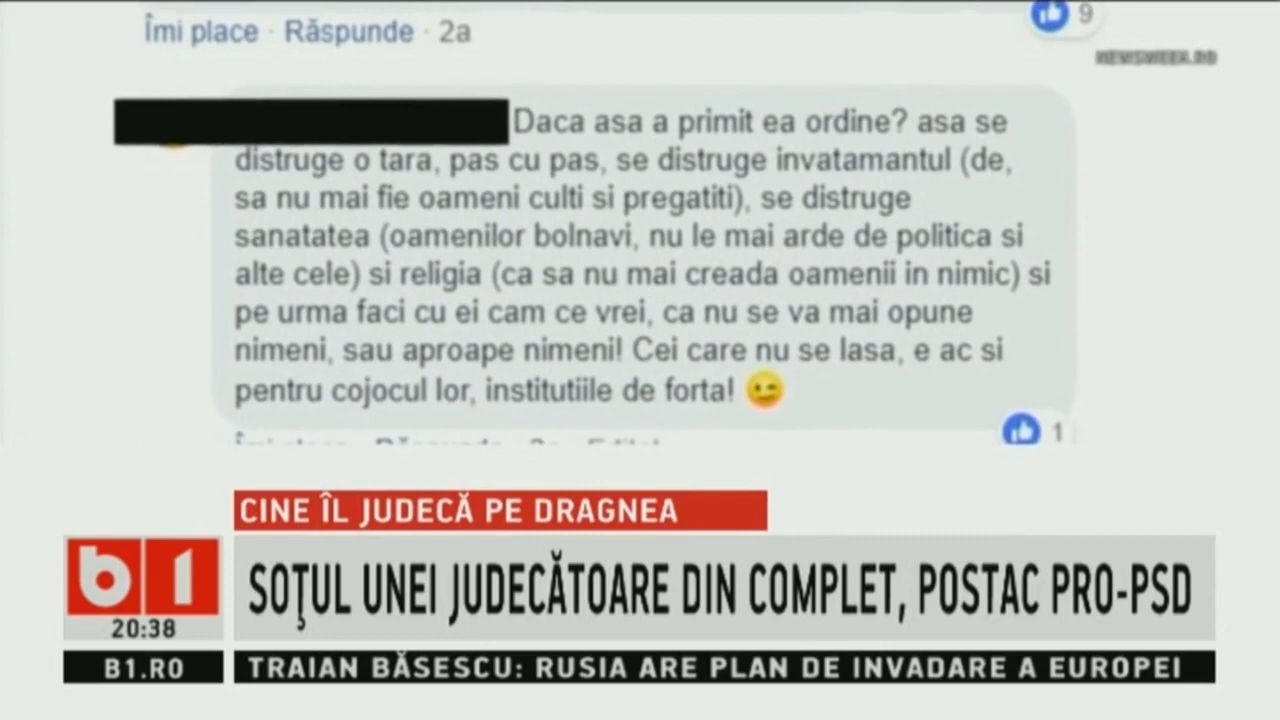 Îmi place · Răspunde · 2a
9
NEWSWEEK.RO
Daca asa a primit ea ordine? asa se
distruge o tara, pas cu pas, se distruge invatamantul (de,
sa nu mai fie oameni culti si pregatiti), se distruge
sanatatea (oamenilor bolnavi, nu le mai arde de politica si
alte cele) si religia (ca sa nu mai creada oamenii in nimic) si
pe urma faci cu ei cam ce vrei, ca nu se va mai opune
nimeni, sau aproape nimeni! Cei care nu se lasa, e ac si
pentru cojocul lor, institutiile de forta! 😉
1
CINE ÎL JUDECĂ PE DRAGNEA
b1
SOŢUL UNEI JUDECĂTOARE DIN COMPLET, POSTAC PRO-PSD
20:38
B1.RO
TRAIAN BĂSESCU: RUSIA ARE PLAN DE INVADARE A EUROPEI